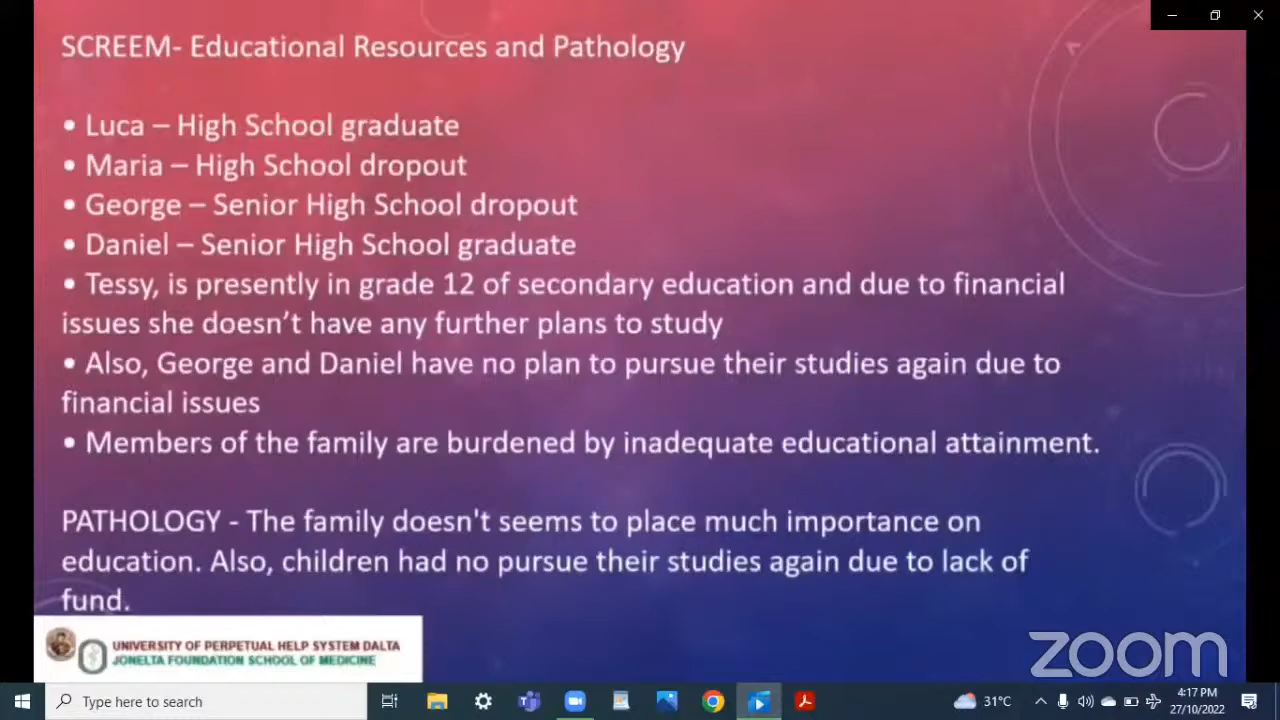 SCREEM- Educational Resources and Pathology
• Luca – High School graduate
• Maria – High School dropout
• George – Senior High School dropout
• Daniel – Senior High School graduate
• Tessy, is presently in grade 12 of secondary education and due to financial
issues she doesn't have any further plans to study
• Also, George and Daniel have no plan to pursue their studies again due to
financial issues
• Members of the family are burdened by inadequate educational attainment.
PATHOLOGY - The family doesn't seems to place much importance on
education. Also, children had no pursue their studies again due to lack of
fund.
UNIVERSITY OF PERPETUAL HELP SYSTEM DALTA
JONELTA FOUNDATION SCHOOL OF MEDICINE
zoom
Type here to search
31°C
4:17 PM
27/10/2022